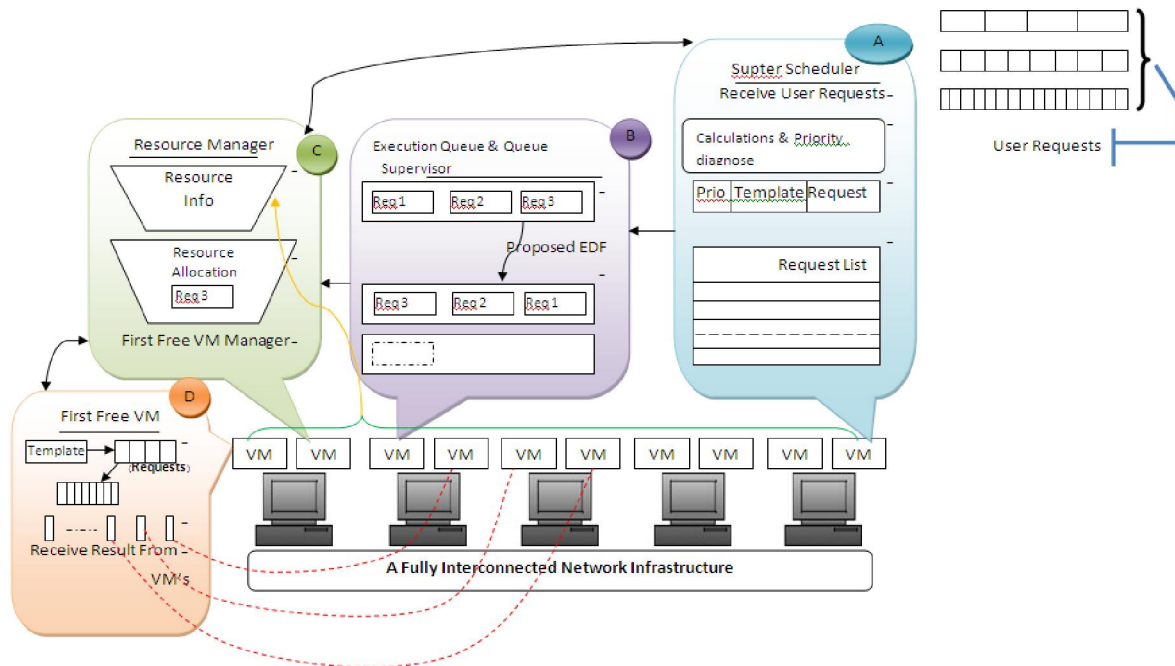 A
Supter Scheduler
Receive User Requests
Calculations & Priority
diagnose
Prio Template Request
Request List
User Requests
B
Execution Queue & Queue
Supervisor
Req1 Req2 Req3
Proposed EDF
Req3 Req2 Req1
C
Resource Manager
Resource
Info
Resource
Allocation
Req3
First Free VM Manager
D
First Free VM
Template
(Requests)
Receive Result From
VM's
VM VM VM VM VM VM VM VM VM VM
A Fully Interconnected Network Infrastructure